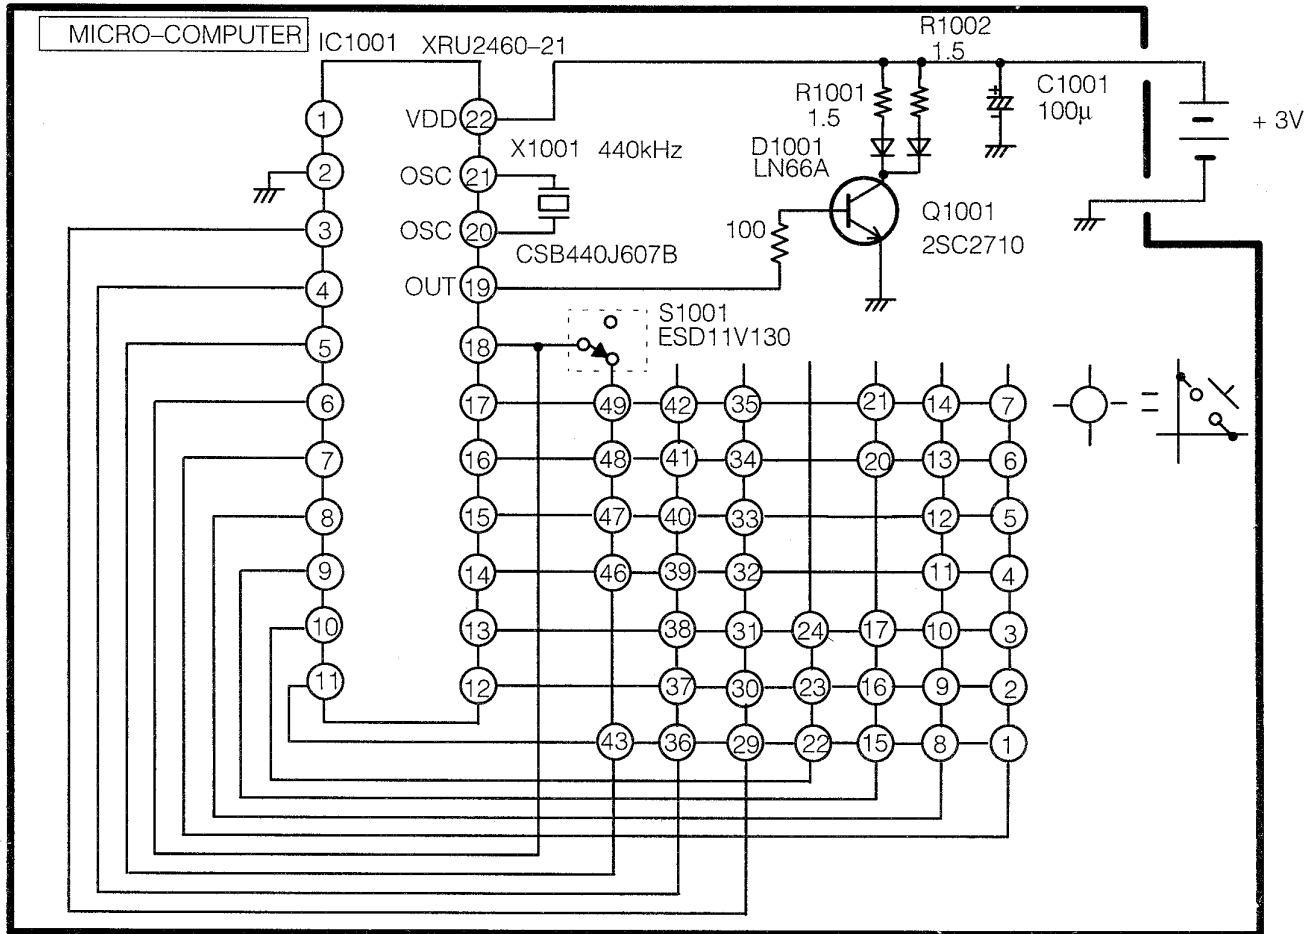 MICRO–COMPUTER
IC1001 XRU2460–21
R1002
1.5
R1001
1.5
C1001
100µ
+ 3V
D1001
LN66A
Q1001
2SC2710
100
X1001 440kHz
CSB440J607B
S1001
ESD11V130
1 VDD 22
2 OSC 21
3 OSC 20
4 OUT 19
5 18
6 17 49 42 35 21 14 7
7 16 48 41 34 20 13 6
8 15 47 40 33 12 5
9 14 46 39 32 11 4
10 13 38 31 24 17 10 3
11 12 37 30 23 16 9 2
43 36 29 22 15 8 1
=